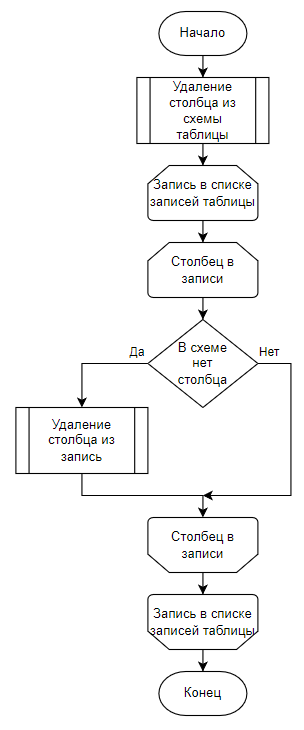 Начало
Удаление
столбца из
схемы
таблицы
Запись в списке
записей таблицы
Столбец в
записи
В схеме
нет
столбца
Да
Нет
Удаление
столбца из
запись
Столбец в
записи
Запись в списке
записей таблицы
Конец